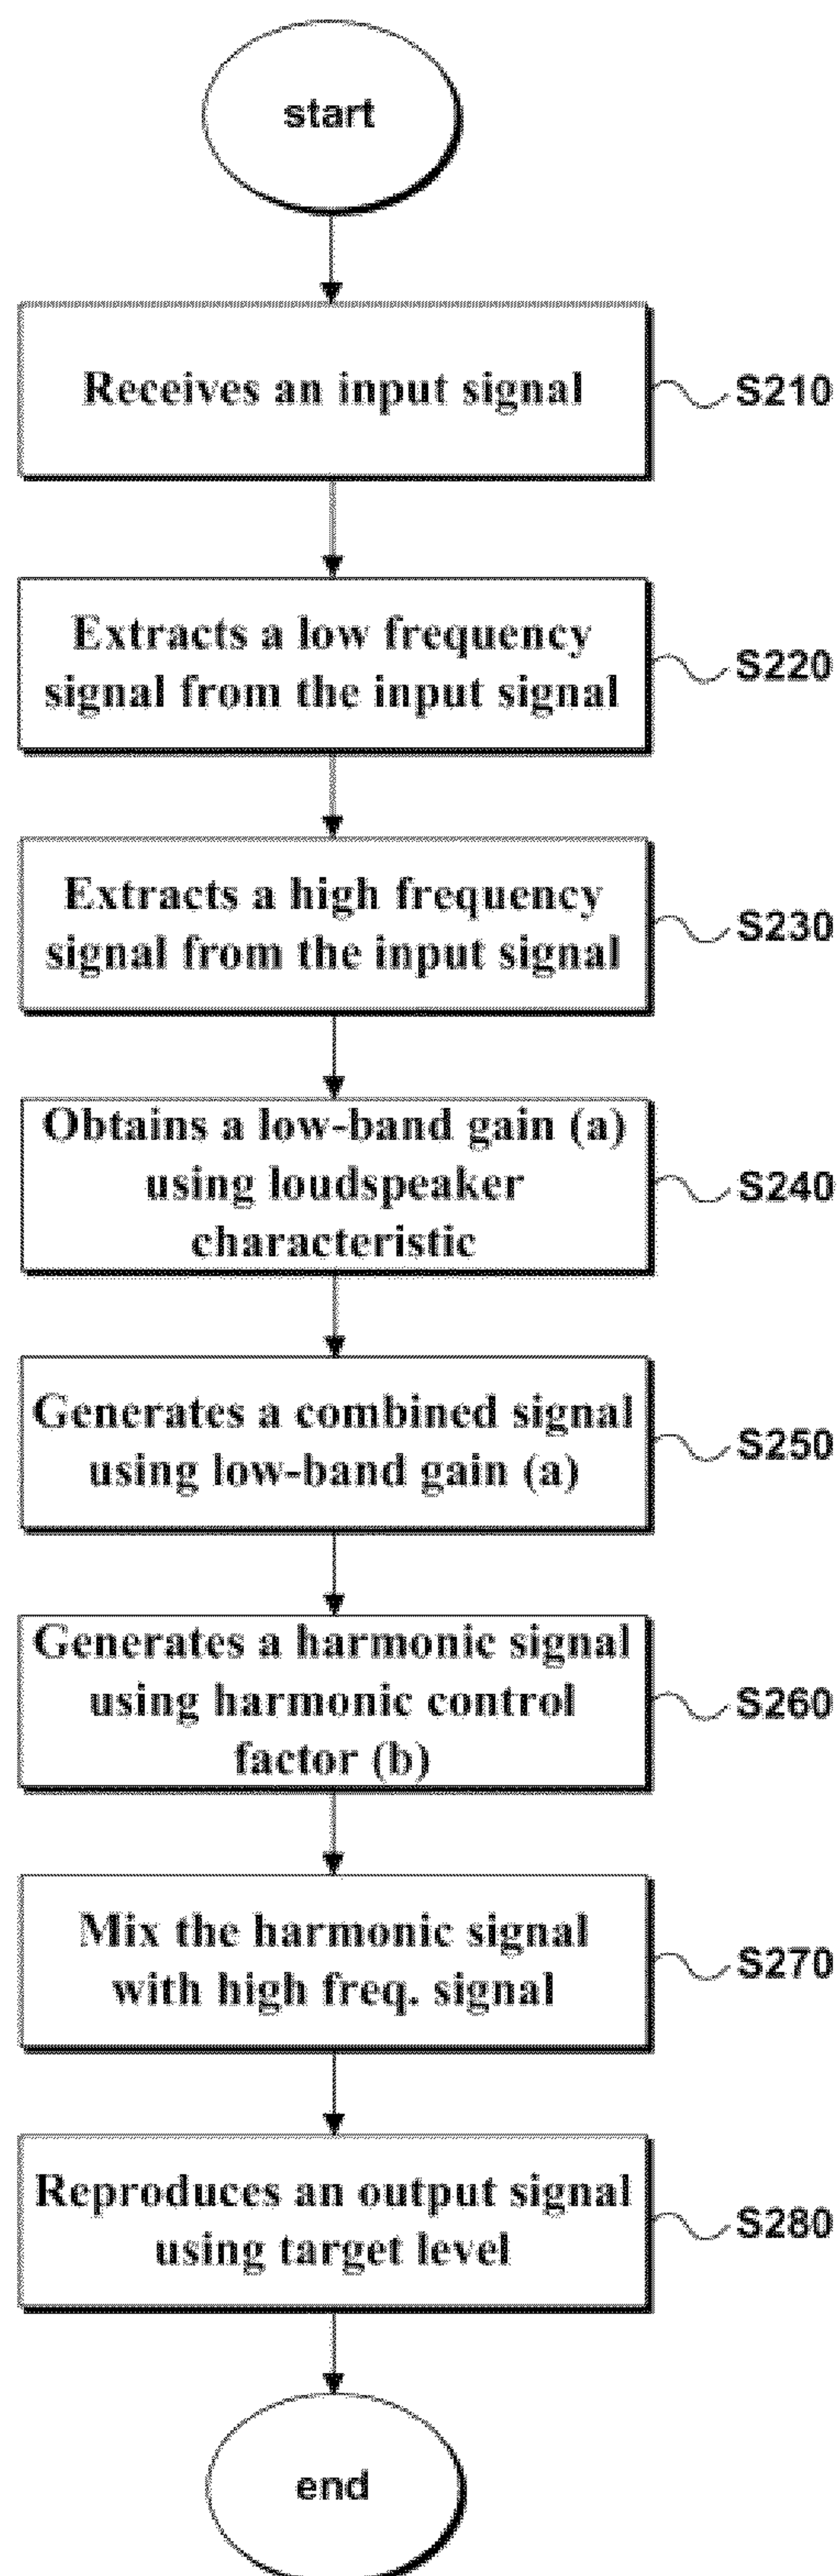 start
Receives an input signal
S210
Extracts a low frequency
signal from the input signal
S220
Extracts a high frequency
signal from the input signal
S230
Obtains a low-band gain (a)
using loudspeaker
characteristic
S240
Generates a combined signal
using low-band gain (a)
S250
Generates a harmonic signal
using harmonic control
factor (b)
S260
Mix the harmonic signal
with high freq. signal
S270
Reproduces an output signal
using target level
S280
end